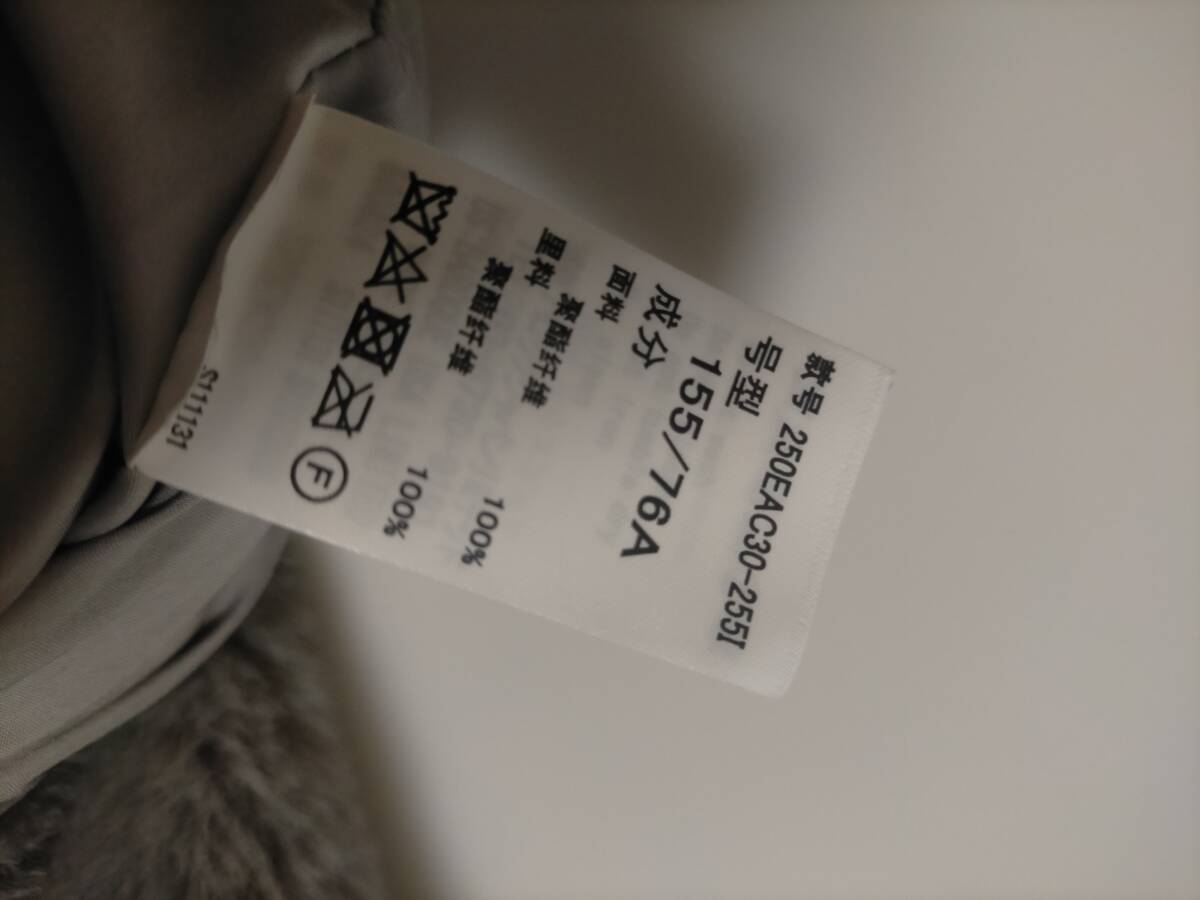 款号 250EAC30-255I
号型
155/76A
成分
面料
聚酯纤维 100%
里料
聚酯纤维 100%
F
S111131